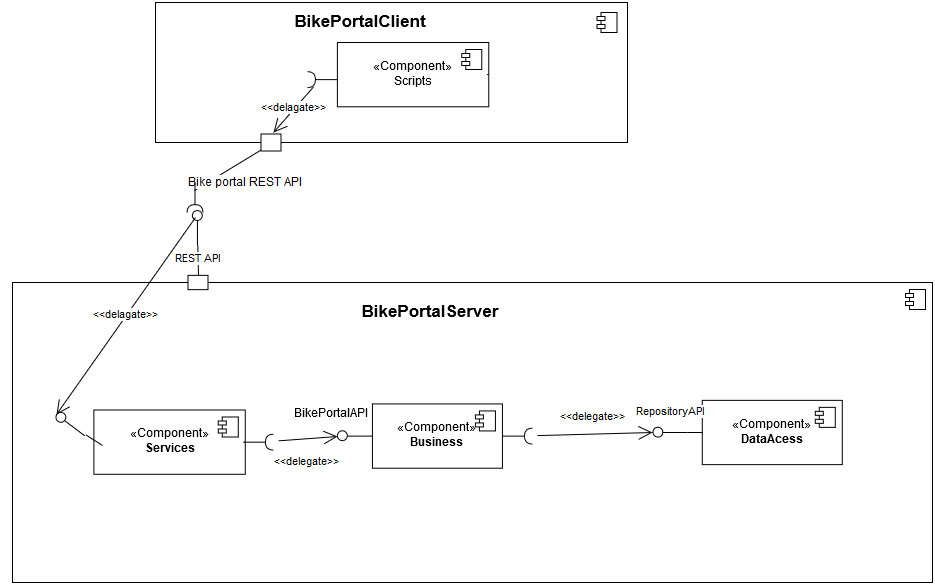 BikePortalClient
«Component»
Scripts
<<delagate>>
Bike portal REST API
REST API
BikePortalServer
<<delagate>>
BikePortalAPI
<<delegate>>
RepositoryAPI
«Component»
Services
«Component»
Business
«Component»
DataAcess
<<delegate>>